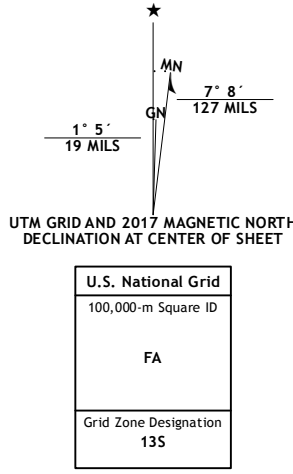 MN
GN
7° 8´
127 MILS
1° 5´
19 MILS
UTM GRID AND 2017 MAGNETIC NORTH
DECLINATION AT CENTER OF SHEET
U.S. National Grid
100,000-m Square ID
FA
Grid Zone Designation
13S